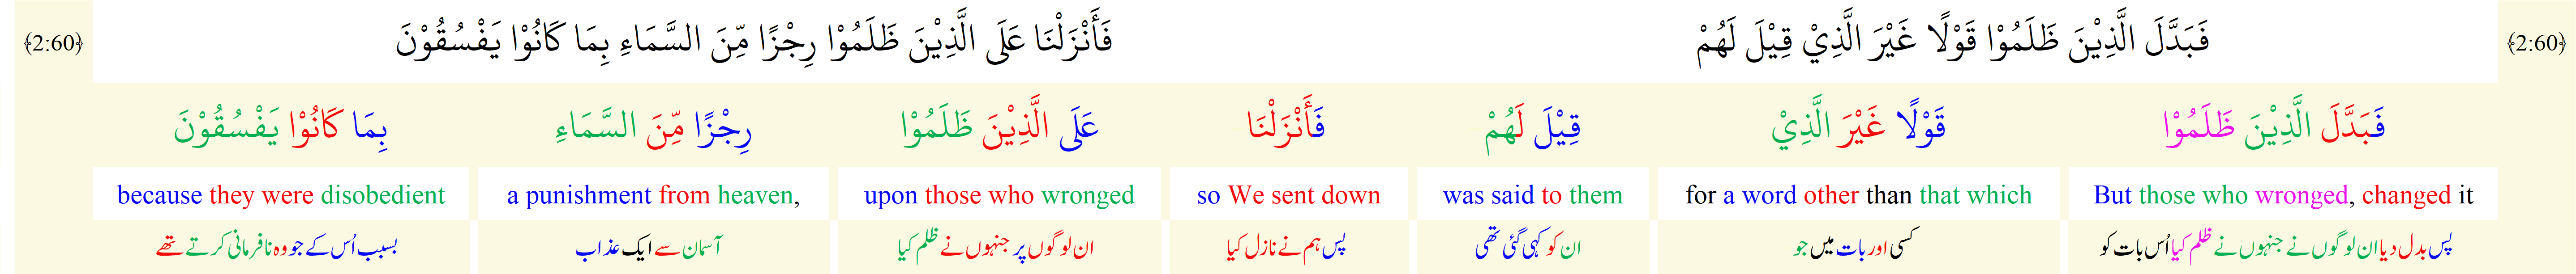 ﴿2:60﴾ فَبَدَّلَ الَّذِيْنَ ظَلَمُوْا قَوْلًا غَيْرَ الَّذِيْ قِيْلَ لَهُمْ فَأَنْزَلْنَا عَلَى الَّذِيْنَ ظَلَمُوْا رِجْزًا مِّنَ السَّمَاءِ بِمَا كَانُوْا يَفْسُقُوْنَ ﴿2:60﴾
فَبَدَّلَ الَّذِيْنَ ظَلَمُوْا قَوْلًا غَيْرَ الَّذِيْ قِيْلَ لَهُمْ فَأَنْزَلْنَا عَلَى الَّذِيْنَ ظَلَمُوْا رِجْزًا مِّنَ السَّمَاءِ بِمَا كَانُوْا يَفْسُقُوْنَ
But those who wronged, changed it for a word other than that which was said to them so We sent down upon those who wronged a punishment from heaven, because they were disobedient
پس بدل دیا ان لوگوں نے جنہوں نے ظلم کیا اُس بات کو کسی اور بات میں جو ان کو کہی گئی تھی پس ہم نے نازل کیا ان لوگوں پر جنہوں نے ظلم کیا آسمان سے ایک عذاب بسبب اُس کے جو وہ نافرمانی کرتے تھے